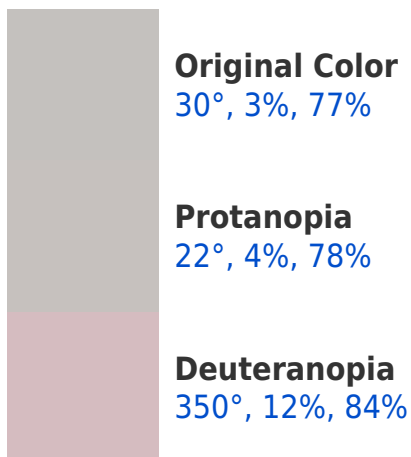 Original Color
30°, 3%, 77%
Protanopia
22°, 4%, 78%
Deuteranopia
350°, 12%, 84%